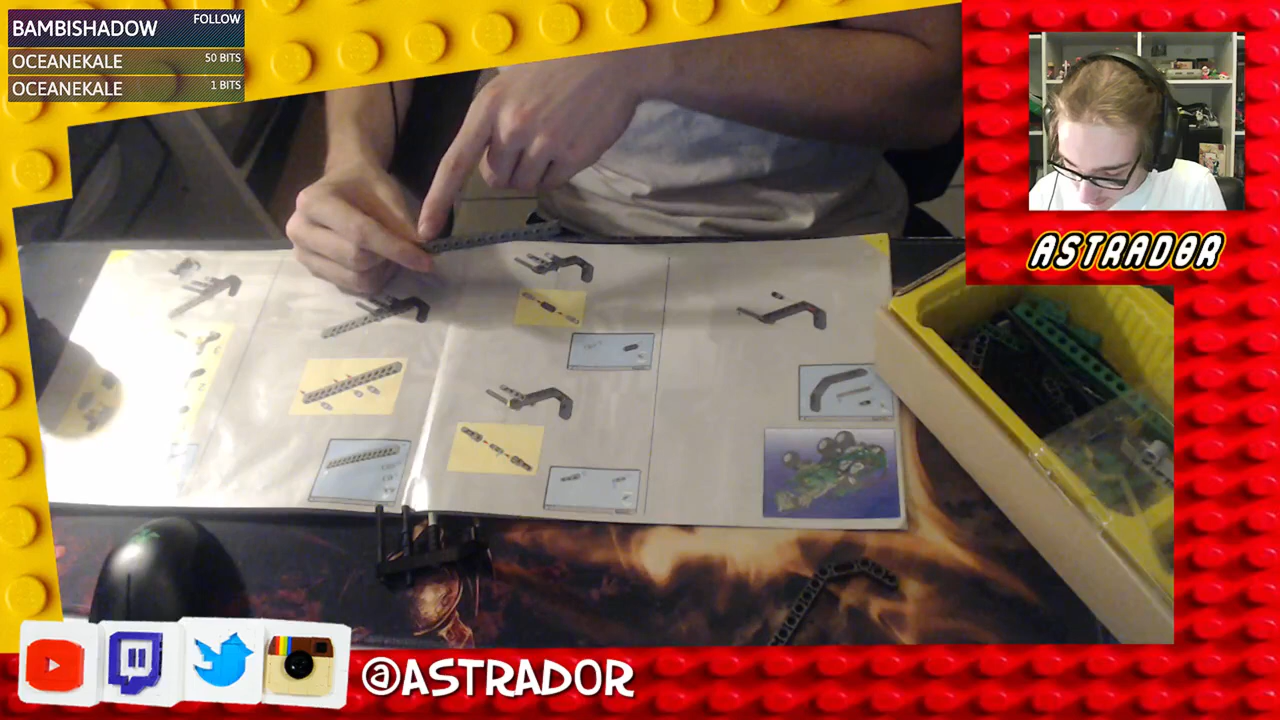 BAMBISHADOW FOLLOW
OCEANEKALE 50 BITS
OCEANEKALE 1 BITS
ASTRADOR
@ASTRADOR